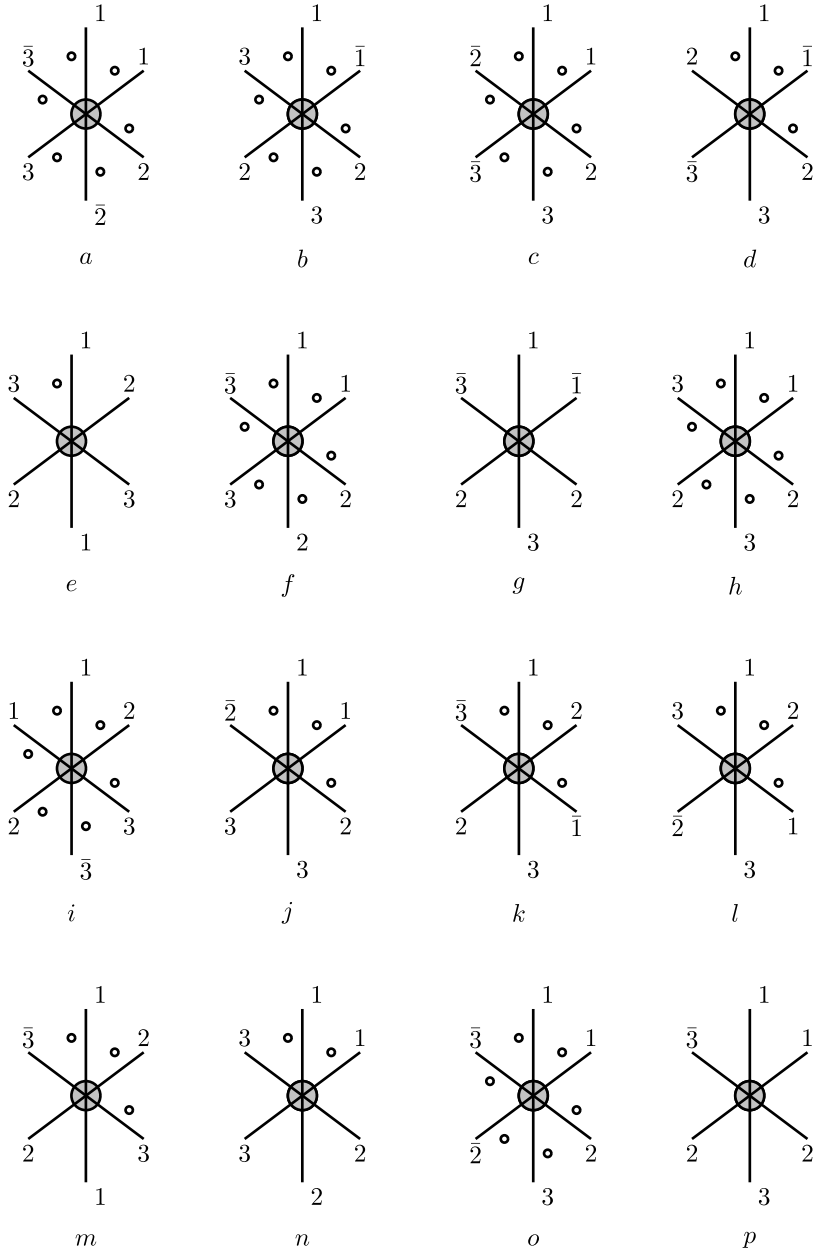 1 1 1 1
3̄ 1 3 1̄ 2̄ 1 2 1̄
3 2 2 2 3̄ 2 3̄ 2
2̄ 3 3 3
a b c d
1 1 1 1
3 2 3̄ 1 3̄ 1̄ 3 1
2 3 3 2 2 2 2 2
1 2 3 3
e f g h
1 1 1 1
1 2 2̄ 1 3̄ 2 3 2
2 3 3 2 2 1̄ 2̄ 1
3̄ 3 3 3
i j k l
1 1 1 1
3̄ 2 3 1 3̄ 1 3̄ 1
2 3 3 2 2̄ 2 2 2
1 2 3 3
m n o p